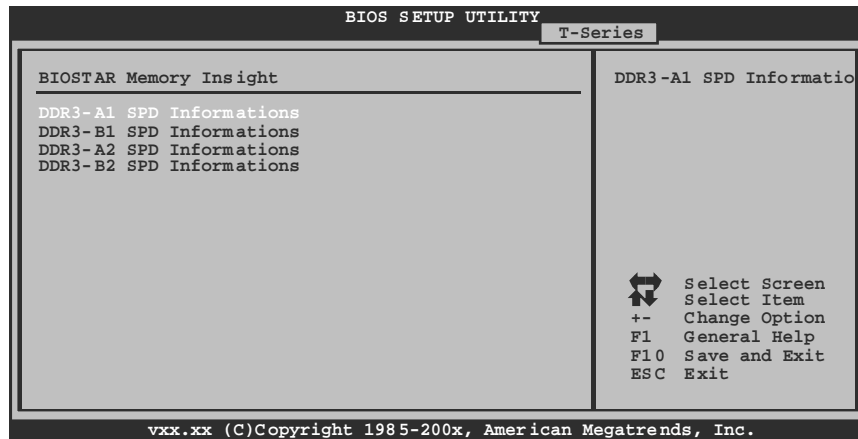 BIOS SETUP UTILITY
T-Series
BIOSTAR Memory Insight
DDR3-A1 SPD Informations
DDR3-B1 SPD Informations
DDR3-A2 SPD Informations
DDR3-B2 SPD Informations
DDR3-A1 SPD Informatio
Select Screen
Select Item
+- Change Option
F1 General Help
F10 Save and Exit
ESC Exit
vxx.xx (C)Copyright 1985-200x, American Megatrends, Inc.